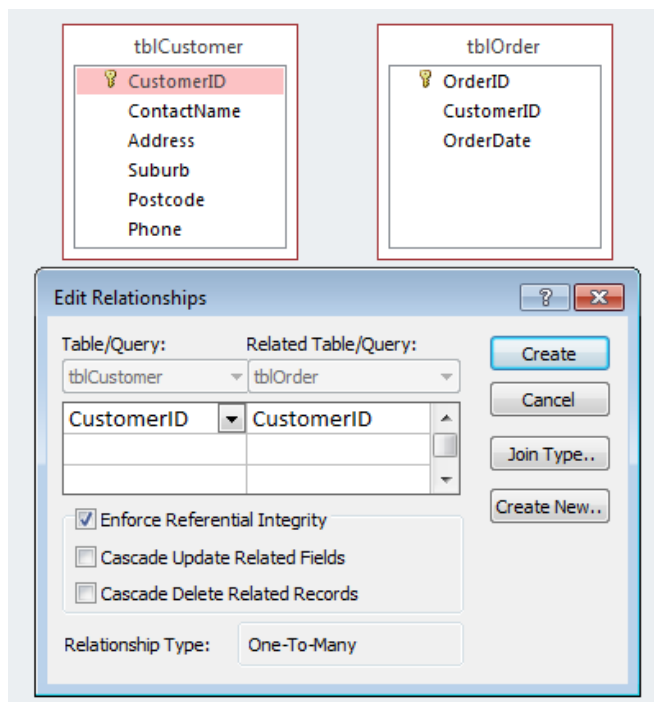 tblCustomer
CustomerID
ContactName
Address
Suburb
Postcode
Phone
tblOrder
OrderID
CustomerID
OrderDate
Edit Relationships
?
Table/Query:
Related Table/Query:
tblCustomer
tblOrder
CustomerID
CustomerID
Enforce Referential Integrity
Cascade Update Related Fields
Cascade Delete Related Records
Relationship Type:
One-To-Many
Create
Cancel
Join Type..
Create New..